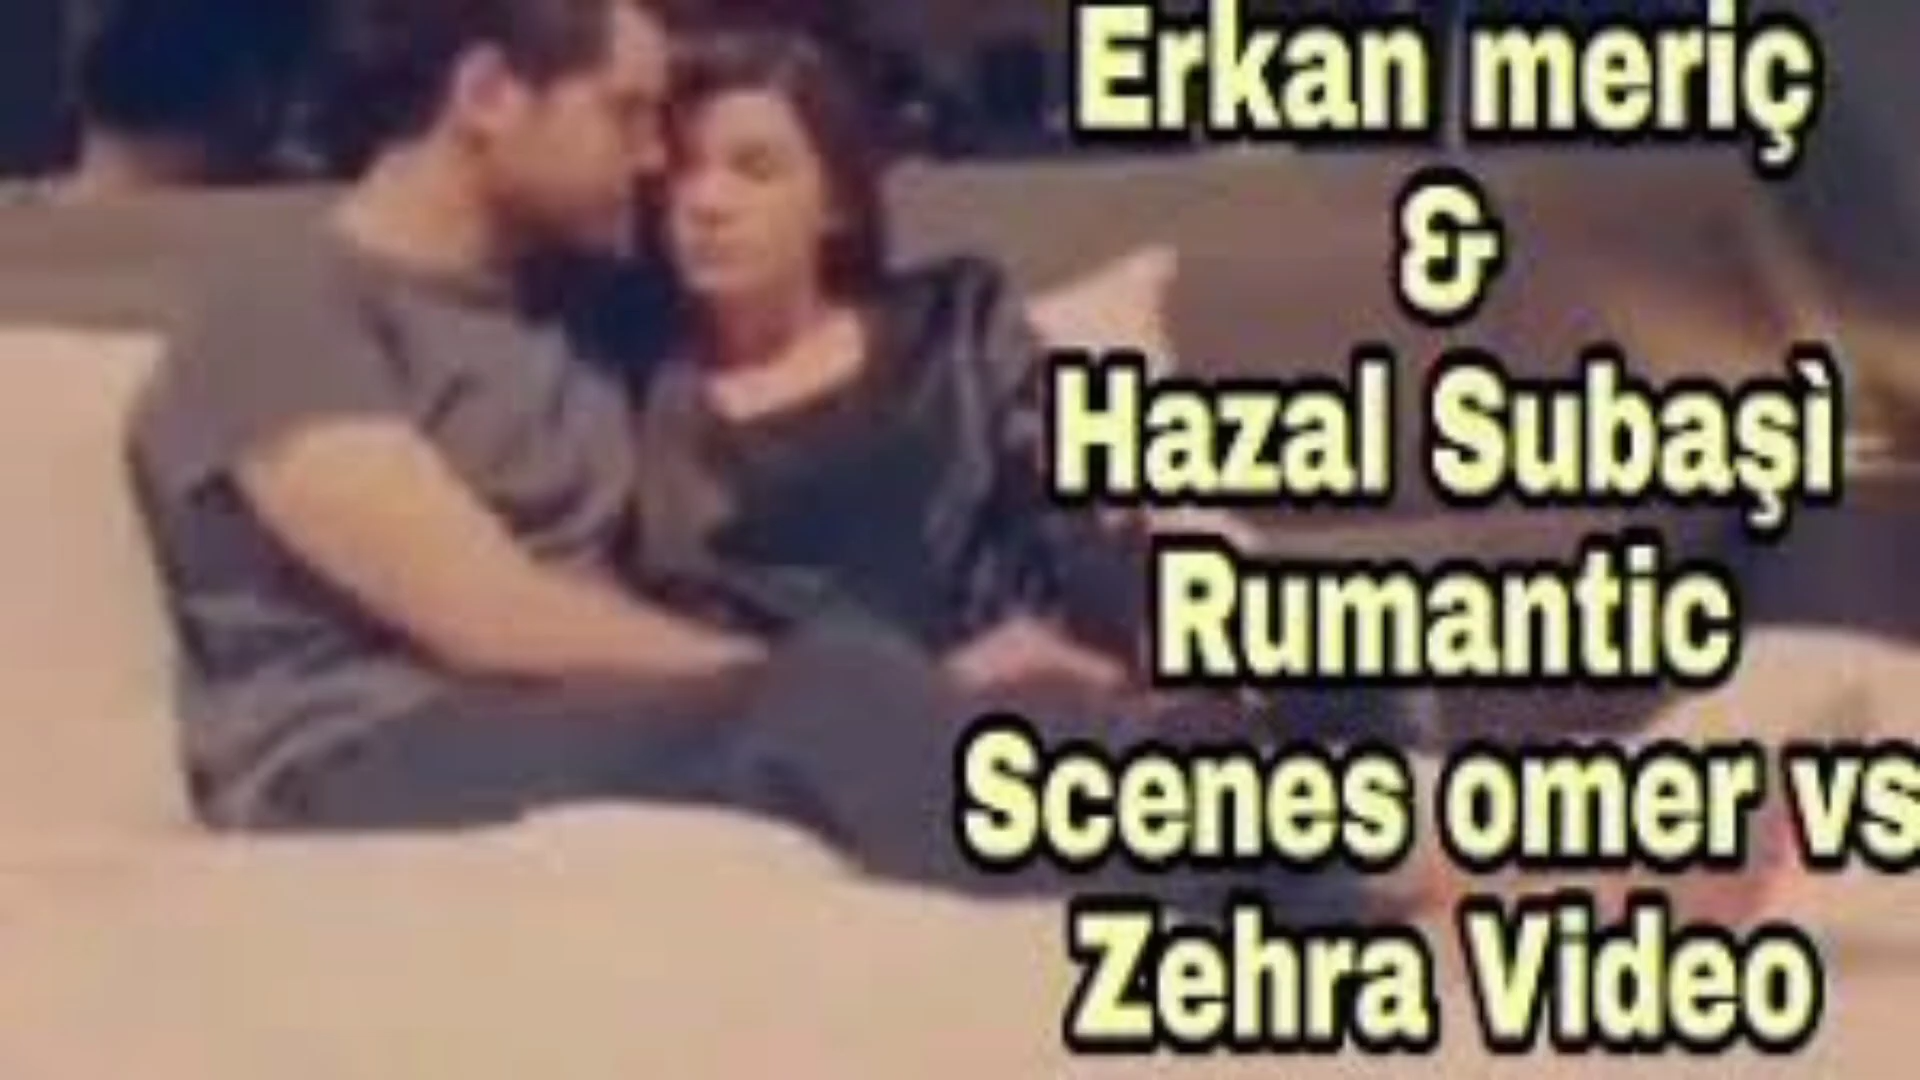 Erkan meriç
&
Hazal Subaşì
Rumantic
Scenes omer vs
Zehra Video